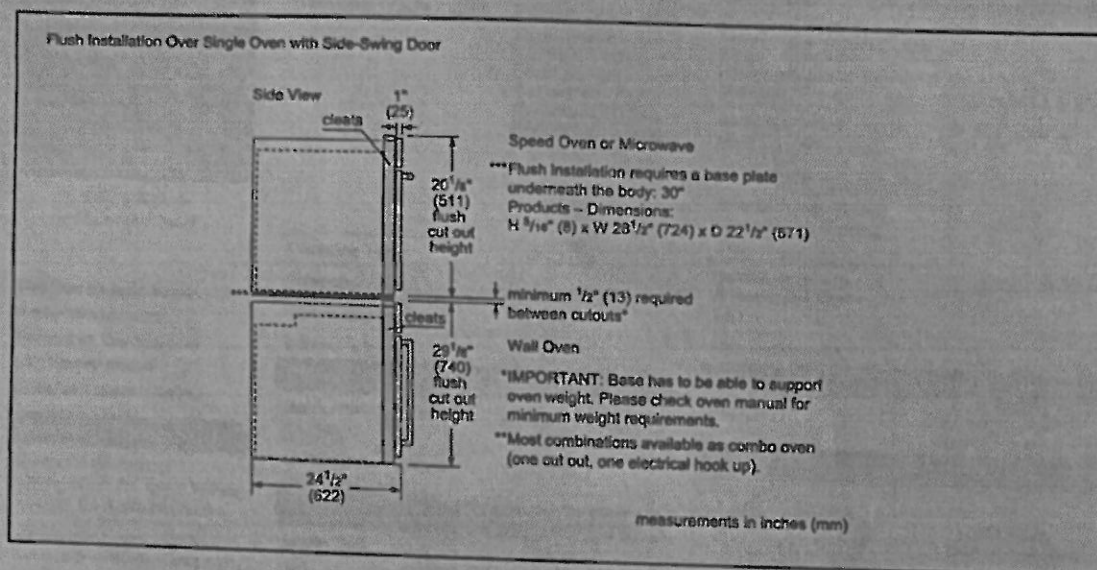 Flush Installation Over Single Oven with Side-Swing Door
Side View
1"
(25)
cleats
20 1/8"
(511)
flush
cut out
height
Speed Oven or Microwave
***Flush Installation requires a base plate
underneath the body: 30"
Products – Dimensions:
H 5/16" (8) x W 28 1/2" (724) x D 22 1/2" (571)
***
minimum 1/2" (13) required
between cutouts*
cleats
29 1/8"
(740)
flush
cut out
height
Wall Oven
*IMPORTANT: Base has to be able to support
oven weight. Please check oven manual for
minimum weight requirements.
**Most combinations available as combo oven
(one cut out, one electrical hook up).
24 1/2"
(622)
measurements in inches (mm)